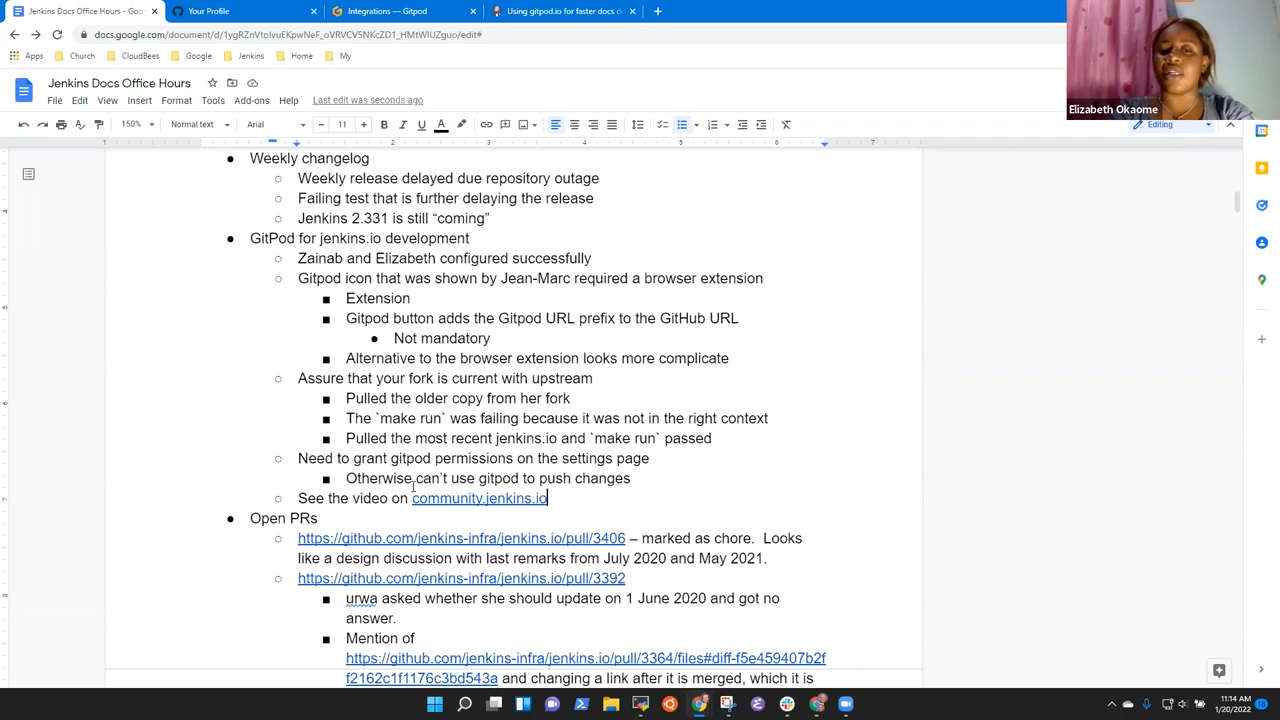 Jenkins Docs Office Hours - Goo
Your Profile
Integrations — Gitpod
Using gitpod.io for faster docs d
docs.google.com/document/d/1ygRZnVtoIvuEKpwNeF_oVRVCV5NKcZD1_HMtWIUZguo/edit#
Apps Church CloudBees Google Jenkins Home My
Jenkins Docs Office Hours
File Edit View Insert Format Tools Add-ons Help Last edit was seconds ago
150% Normal text Arial 11 Editing
Elizabeth Okaome
1 2 3 4 5 6 7
Weekly changelog
Weekly release delayed due repository outage
Failing test that is further delaying the release
Jenkins 2.331 is still “coming”
GitPod for jenkins.io development
Zainab and Elizabeth configured successfully
Gitpod icon that was shown by Jean-Marc required a browser extension
Extension
Gitpod button adds the Gitpod URL prefix to the GitHub URL
Not mandatory
Alternative to the browser extension looks more complicate
Assure that your fork is current with upstream
Pulled the older copy from her fork
The `make run` was failing because it was not in the right context
Pulled the most recent jenkins.io and `make run` passed
Need to grant gitpod permissions on the settings page
Otherwise can’t use gitpod to push changes
See the video on community.jenkins.io
Open PRs
https://github.com/jenkins-infra/jenkins.io/pull/3406 – marked as chore. Looks
like a design discussion with last remarks from July 2020 and May 2021.
https://github.com/jenkins-infra/jenkins.io/pull/3392
urwa asked whether she should update on 1 June 2020 and got no
answer.
Mention of
https://github.com/jenkins-infra/jenkins.io/pull/3364/files#diff-f5e459407b2f
f2162c1f1176c3bd543a and changing a link after it is merged, which it is
11:14 AM
1/20/2022